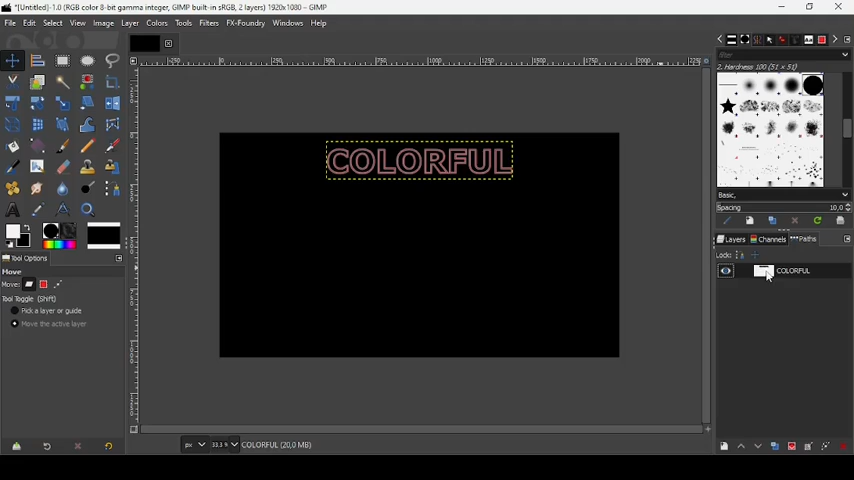 *[Untitled]-1.0 (RGB color 8-bit gamma integer, GIMP built-in sRGB, 2 layers) 1920x1080 – GIMP
File Edit Select View Image Layer Colors Tools Filters FX-Foundry Windows Help
filter
2. Hardness 100 (51 x 51)
COLORFUL
Basic,
Spacing 10,0
Layers Channels Paths
Lock:
COLORFUL
Tool Options
Move
Move:
Tool Toggle (Shift)
Pick a layer or guide
Move the active layer
px 33.3 % COLORFUL (20,0 MB)